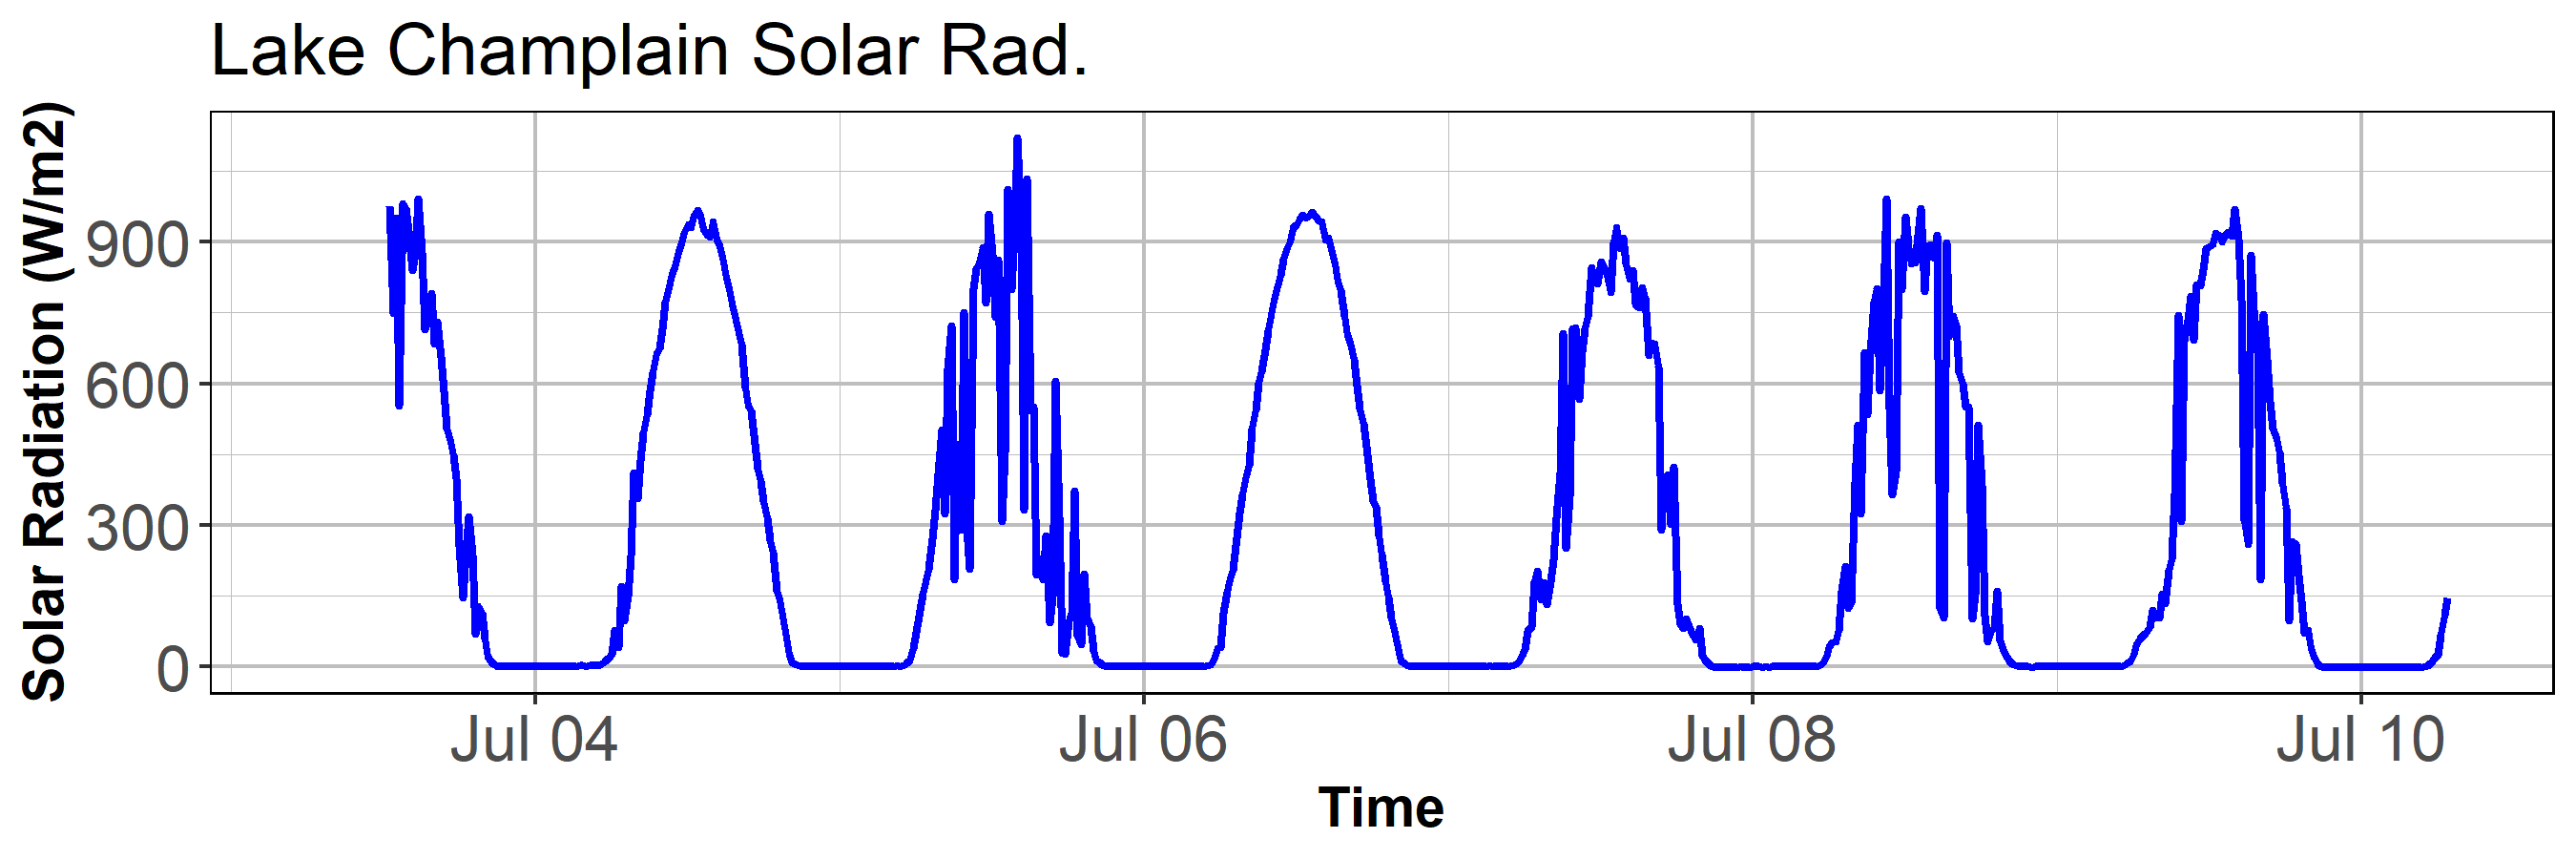 Lake Champlain Solar Rad.
Solar Radiation (W/m2)
900
600
300
0
Jul 04
Jul 06
Jul 08
Jul 10
Time